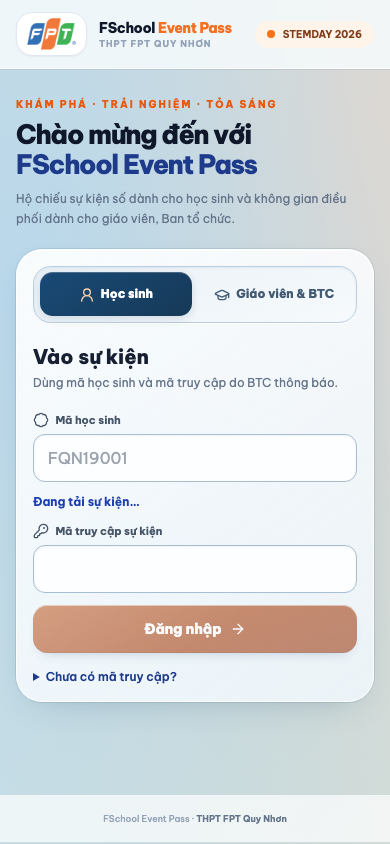 FPT
FSchool Event Pass
THPT FPT QUY NHƠN
STEMDAY 2026
KHÁM PHÁ · TRẢI NGHIỆM · TỎA SÁNG
Chào mừng đến với
FSchool Event Pass
Hộ chiếu sự kiện số dành cho học sinh và không gian điều
phối dành cho giáo viên, Ban tổ chức.
Học sinh
Giáo viên & BTC
Vào sự kiện
Dùng mã học sinh và mã truy cập do BTC thông báo.
Mã học sinh
FQN19001
Đang tải sự kiện...
Mã truy cập sự kiện
Đăng nhập →
Chưa có mã truy cập?
FSchool Event Pass · THPT FPT Quy Nhơn